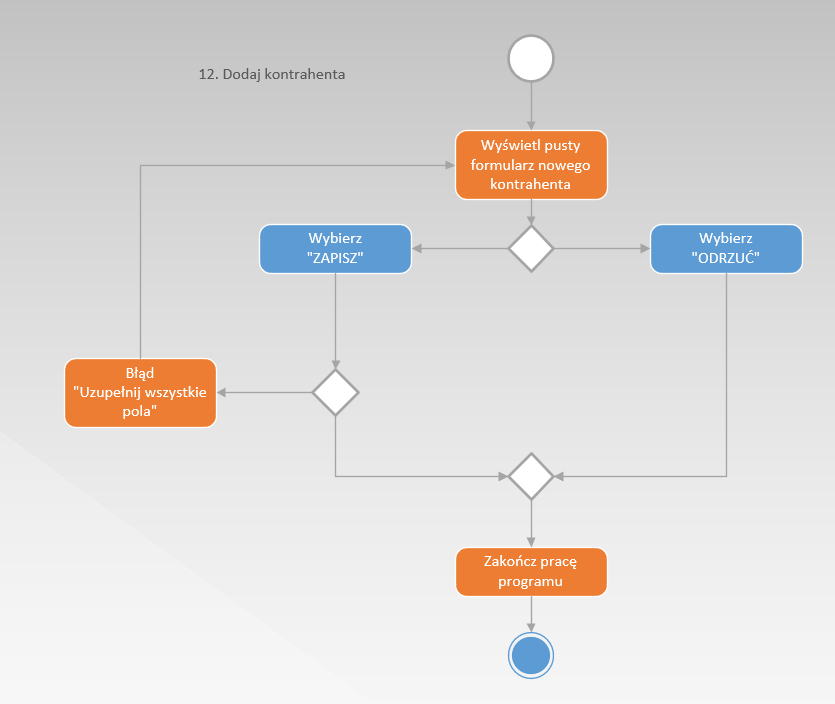 12. Dodaj kontrahenta
Wyświetl pusty
formularz nowego
kontrahenta
Wybierz
"ZAPISZ"
Wybierz
"ODRZUĆ"
Błąd
"Uzupełnij wszystkie
pola"
Zakończ pracę
programu